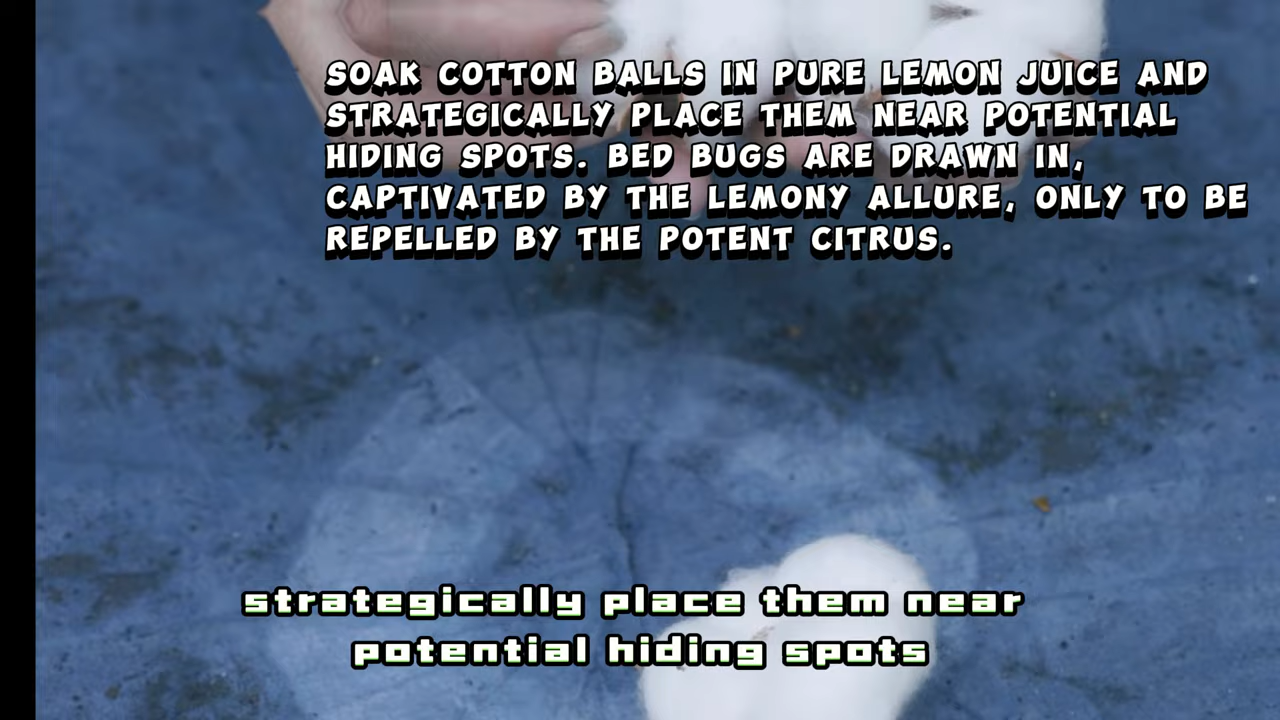 SOAK COTTON BALLS IN PURE LEMON JUICE AND
STRATEGICALLY PLACE THEM NEAR POTENTIAL
HIDING SPOTS. BED BUGS ARE DRAWN IN,
CAPTIVATED BY THE LEMONY ALLURE, ONLY TO BE
REPELLED BY THE POTENT CITRUS.
strategically place them near
potential hiding spots